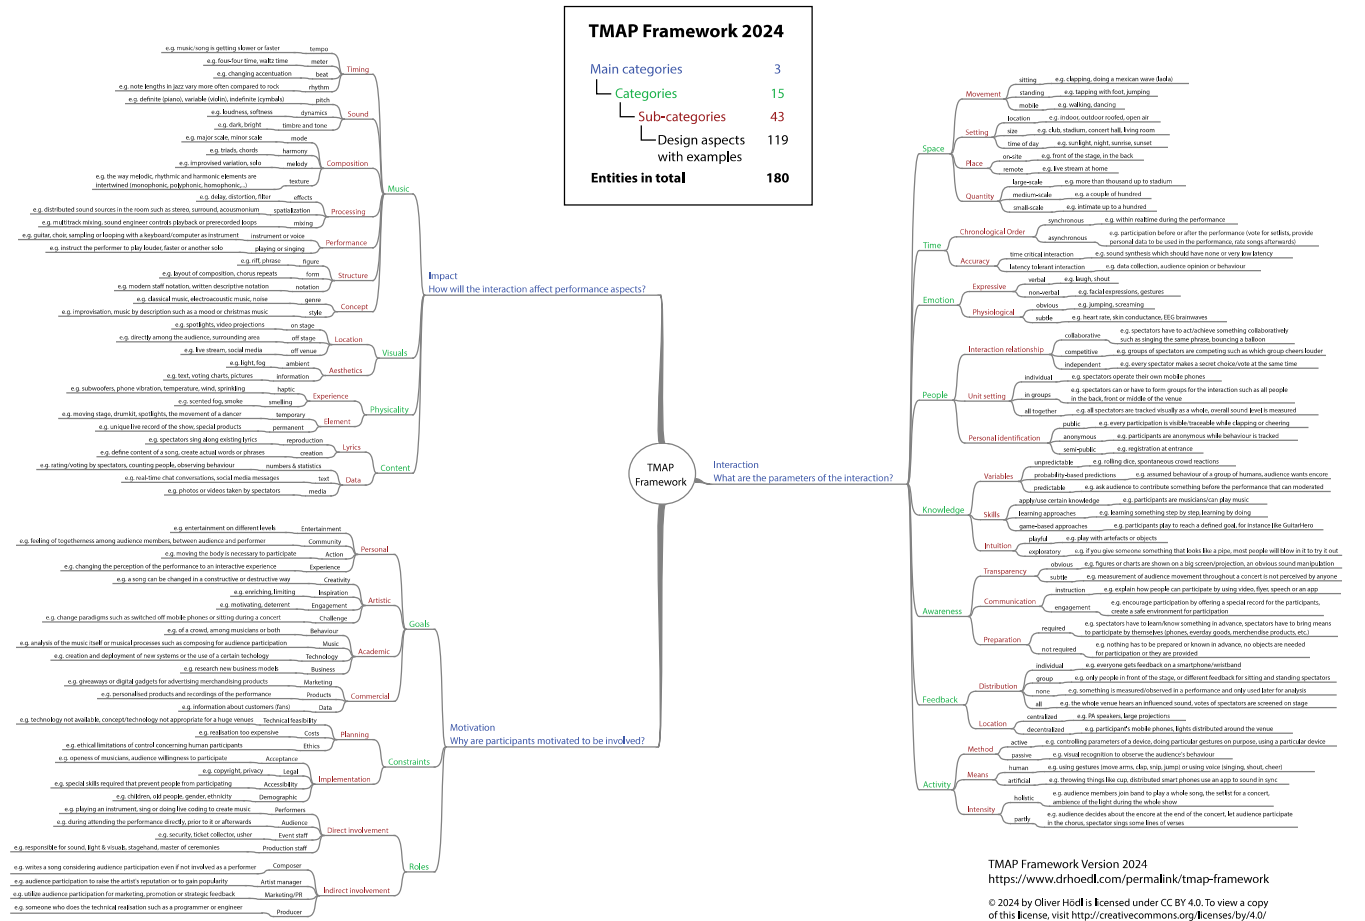 TMAP Framework 2024
Main categories 3
Categories 15
Sub-categories 43
Design aspects 119
with examples
Entities in total 180
TMAP
Framework
Impact
How will the interaction affect performance aspects?
Music
Timing
e.g. music/song is getting slower or faster tempo
e.g. four-four time, waltz time meter
e.g. changing accentuation beat
e.g. note lengths in jazz vary more often compared to rock rhythm
Sound
e.g. definite (piano), variable (violin), indefinite (cymbals) pitch
e.g. loudness, softness dynamics
e.g. dark, bright timbre and tone
Composition
e.g. major scale, minor scale mode
e.g. triads, chords harmony
e.g. improvised variation, solo melody
e.g. the way melodic, rhythmic and harmonic elements are
intertwined (monophonic, polyphonic, homophonic,...) texture
Processing
e.g. delay, distortion, filter effects
e.g. distributed sound sources in the room such as stereo, surround, acousmonium spatialization
e.g. multitrack mixing, sound engineer controls playback or prerecorded loops mixing
Performance
e.g. guitar, choir, sampling or looping with a keyboard/computer as instrument instrument or voice
e.g. instruct the performer to play louder, faster or another solo playing or singing
Structure
e.g. riff, phrase figure
e.g. layout of composition, chorus repeats form
e.g. modern staff notation, written descriptive notation notation
Concept
e.g. classical music, electroacoustic music, noise genre
e.g. improvisation, music by description such as a mood or christmas music style
Visuals
Location
e.g. spotlights, video projections on stage
e.g. directly among the audience, surrounding area off stage
e.g. live stream, social media off venue
Aesthetics
e.g. light, fog ambient
e.g. text, voting charts, pictures information
Physicality
Experience
e.g. subwoofers, phone vibration, temperature, wind, sprinkling haptic
e.g. scented fog, smoke smelling
Element
e.g. moving stage, drumkit, spotlights, the movement of a dancer temporary
e.g. unique live record of the show, special products permanent
Content
Lyrics
e.g. spectators sing along existing lyrics reproduction
e.g. define content of a song, create actual words or phrases creation
Data
e.g. rating/voting by spectators, counting people, observing behaviour numbers & statistics
e.g. real-time chat conversations, social media messages text
e.g. photos or videos taken by spectators media
Motivation
Why are participants motivated to be involved?
Goals
Personal
e.g. entertainment on different levels Entertainment
e.g. feeling of togetherness among audience members, between audience and performer Community
e.g. moving the body is necessary to participate Action
e.g. changing the perception of the performance to an interactive experience Experience
Artistic
e.g. a song can be changed in a constructive or destructive way Creativity
e.g. enriching, limiting Inspiration
e.g. motivating, deterrent Engagement
e.g. change paradigms such as switched off mobile phones or sitting during a concert Challenge
Academic
e.g. of a crowd, among musicians or both Behaviour
e.g. analysis of the music itself or musical processes such as composing for audience participation Music
e.g. creation and deployment of new systems or the use of a certain techology Technology
e.g. research new business models Business
Commercial
e.g. giveaways or digital gadgets for advertising merchandising products Marketing
e.g. personalised products and recordings of the performance Products
e.g. information about customers (fans) Data
Constraints
Planning
e.g. technology not available, concept/technology not appropriate for a huge venues Technical feasibility
e.g. realisation too expensive Costs
e.g. ethical limitations of control concerning human participants Ethics
Implementation
e.g. openess of musicians, audience willingness to participate Acceptance
e.g. copyright, privacy Legal
e.g. special skills required that prevent people from participating Accessibility
e.g. children, old people, gender, ethnicity Demographic
Roles
Direct involvement
e.g. playing an instrument, sing or doing live coding to create music Performers
e.g. during attending the performance directly, prior to it or afterwards Audience
e.g. security, ticket collector, usher Event staff
e.g. responsible for sound, light & visuals, stagehand, master of ceremonies Production staff
Indirect involvement
e.g. writes a song considering audience participation even if not involved as a performer Composer
e.g. audience participation to raise the artist's reputation or to gain popularity Artist manager
e.g. utilize audience participation for marketing, promotion or strategic feedback Marketing/PR
e.g. someone who does the technical realisation such as a programmer or engineer Producer
Interaction
What are the parameters of the interaction?
Space
Movement
sitting e.g. clapping, doing a mexican wave (laola)
standing e.g. tapping with foot, jumping
mobile e.g. walking, dancing
Setting
location e.g. indoor, outdoor roofed, open air
size e.g. club, stadium, concert hall, living room
time of day e.g. sunlight, night, sunrise, sunset
Place
on-site e.g. front of the stage, in the back
remote e.g. live stream at home
Quantity
large-scale e.g. more than thousand up to stadium
medium-scale e.g. a couple of hundred
small-scale e.g. intimate up to a hundred
Time
Chronological Order
synchronous e.g. within realtime during the performance
asynchronous e.g. participation before or after the performance (vote for setlists, provide
personal data to be used in the performance, rate songs afterwards)
Accuracy
time critical interaction e.g. sound synthesis which should have none or very low latency
latency tolerant interaction e.g. data collection, audience opinion or behaviour
Emotion
Expressive
verbal e.g. laugh, shout
non-verbal e.g. facial expressions, gestures
Physiological
obvious e.g. jumping, screaming
subtle e.g. heart rate, skin conductance, EEG brainwaves
People
Interaction relationship
collaborative e.g. spectators have to act/achieve something collaboratively
such as singing the same phrase, bouncing a balloon
competitive e.g. groups of spectators are competing such as which group cheers louder
independent e.g. every spectator makes a secret choice/vote at the same time
Unit setting
individual e.g. spectators operate their own mobile phones
in groups e.g. spectators can or have to form groups for the interaction such as all people
in the back, front or middle of the venue
all together e.g. all spectators are tracked visually as a whole, overall sound level is measured
Personal identification
public e.g. every participation is visible/traceable while clapping or cheering
anonymous e.g. participants are anonymous while behaviour is tracked
semi-public e.g. registration at entrance
Knowledge
Variables
unpredictable e.g. rolling dice, spontaneous crowd reactions
probability-based predictions e.g. assumed behaviour of a group of humans, audience wants encore
predictable e.g. ask audience to contribute something before the performance that can moderated
Skills
apply/use certain knowledge e.g. participants are musicians/can play music
learning approaches e.g. learning something step by step, learning by doing
game-based approaches e.g. participants play to reach a defined goal, for instance like GuitarHero
Intuition
playful e.g. play with artefacts or objects
exploratory e.g. if you give someone something that looks like a pipe, most people will blow in it to try it out
Awareness
Transparency
obvious e.g. figures or charts are shown on a big screen/projection, an obvious sound manipulation
subtle e.g. measurement of audience movement throughout a concert is not perceived by anyone
Communication
instruction e.g. explain how people can participate by using video, flyer, speech or an app
engagement e.g. encourage participation by offering a special record for the participants,
create a safe environment for participation
Preparation
required e.g. spectators have to learn/know something in advance, spectators have to bring means
to participate by themselves (phones, everday goods, merchandise products, etc.)
not required e.g. nothing has to be prepared or known in advance, no objects are needed
for participation or they are provided
Feedback
Distribution
individual e.g. everyone gets feedback on a smartphone/wristband
group e.g. only people in front of the stage, or different feedback for sitting and standing spectators
none e.g. something is measured/observed in a performance and only used later for analysis
all e.g. the whole venue hears an influenced sound, votes of spectators are screened on stage
Location
centralized e.g. PA speakers, large projections
decentralized e.g. participant's mobile phones, lights distributed around the venue
Activity
Method
active e.g. controlling parameters of a device, doing particular gestures on purpose, using a particular device
passive e.g. visual recognition to observe the audience's behaviour
Means
human e.g. using gestures (move arms, clap, snip, jump) or using voice (singing, shout, cheer)
artificial e.g. throwing things like cup, distributed smart phones use an app to sound in sync
Intensity
holistic e.g. audience members join band to play a whole song, the setlist for a concert,
ambience of the light during the whole show
partly e.g. audience decides about the encore at the end of the concert, let audience participate
in the chorus, spectator sings some lines of verses
TMAP Framework Version 2024
https://www.drhoedl.com/permalink/tmap-framework
© 2024 by Oliver Hödl is licensed under CC BY 4.0. To view a copy
of this license, visit http://creativecommons.org/licenses/by/4.0/